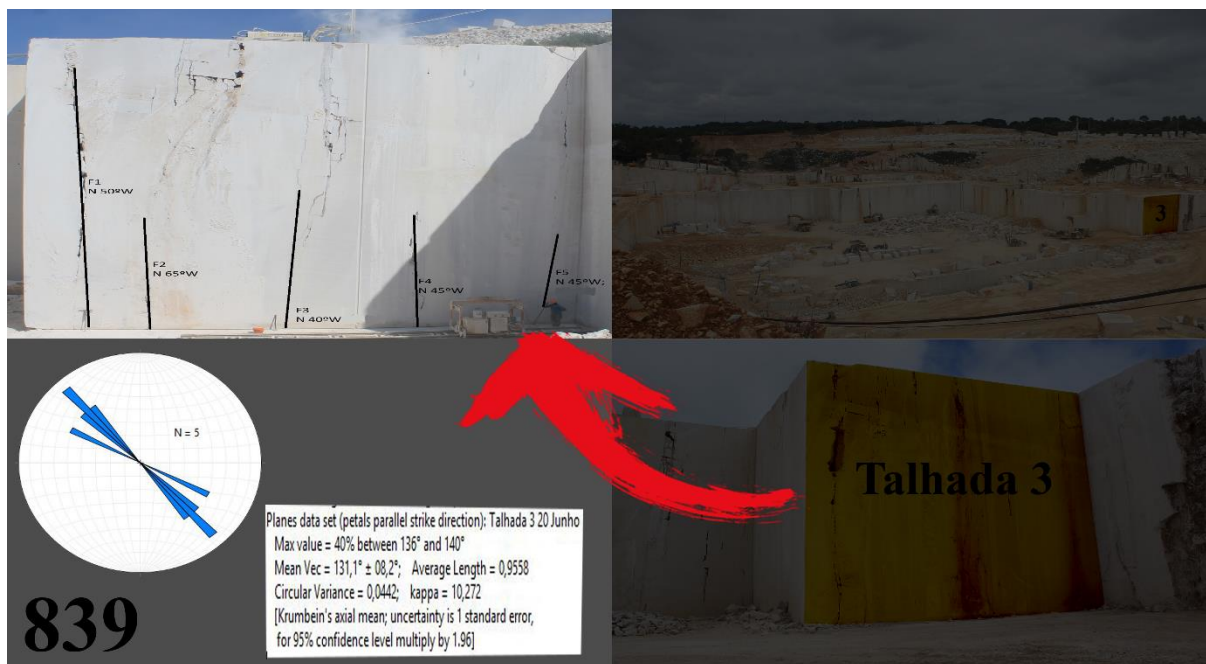 F1
N 50ºW
F2
N 65ºW
F3
N 40ºW
F4
N 45ºW
F5
N 45ºW;
3
N = 5
Planes data set (petals parallel strike direction): Talhada 3 20 Junho
Max value = 40% between 136° and 140°
Mean Vec = 131,1° ± 08,2°; Average Length = 0,9558
Circular Variance = 0,0442; kappa = 10,272
[Krumbein's axial mean; uncertainty is 1 standard error,
for 95% confidence level multiply by 1.96]
839
Talhada 3